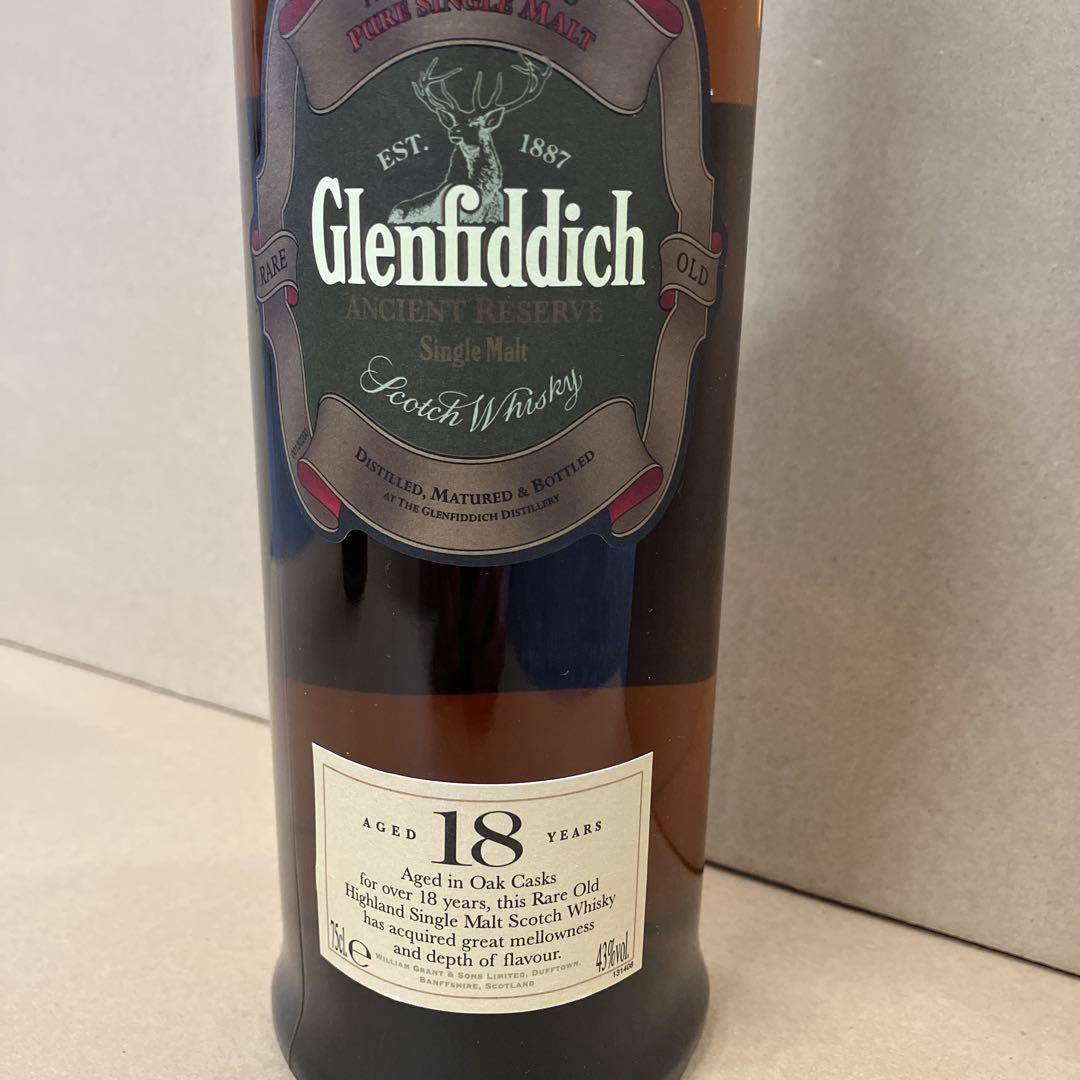 PURE SINGLE MALT
EST. 1887
Glenfiddich
RARE
OLD
ANCIENT RESERVE
Single Malt
Scotch Whisky
DISTILLED, MATURED & BOTTLED
AT THE GLENFIDDICH DISTILLERY
AGED 18 YEARS
Aged in Oak Casks
for over 18 years, this Rare Old
Highland Single Malt Scotch Whisky
has acquired great mellowness
and depth of flavour.
75cl.e
43%vol.
WILLIAM GRANT & SONS LIMITED, DUFFTOWN,
BANFFSHIRE, SCOTLAND
131408